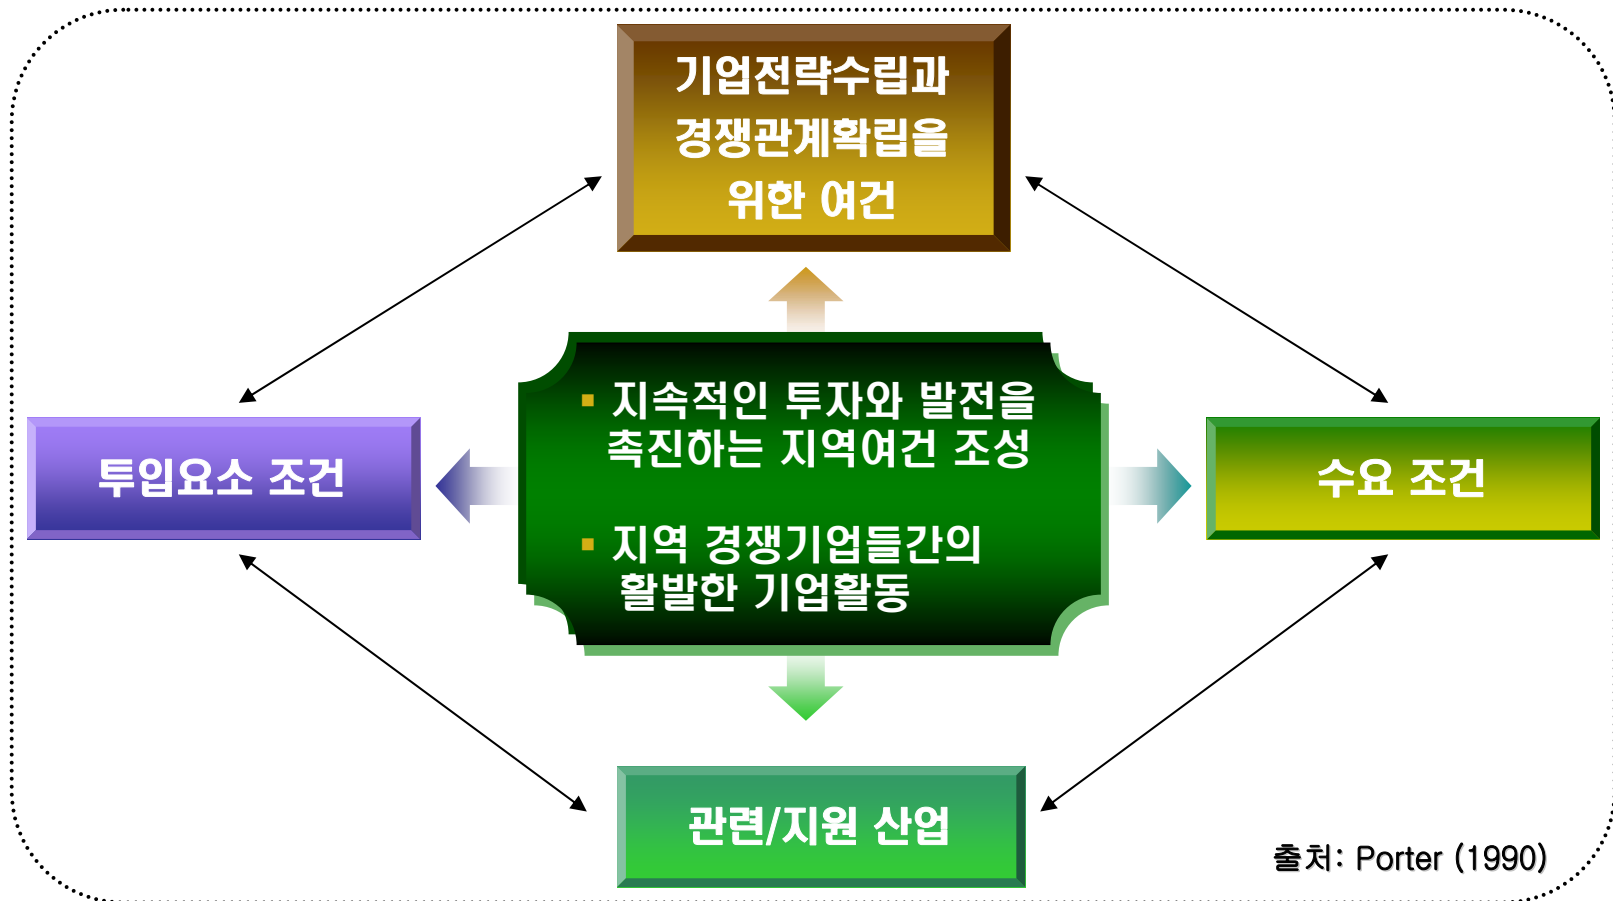 기업전략수립과
경쟁관계확립을
위한 여건
▪ 지속적인 투자와 발전을
촉진하는 지역여건 조성
투입요소 조건
수요 조건
▪ 지역 경쟁기업들간의
활발한 기업활동
관련/지원 산업
출처: Porter (1990)